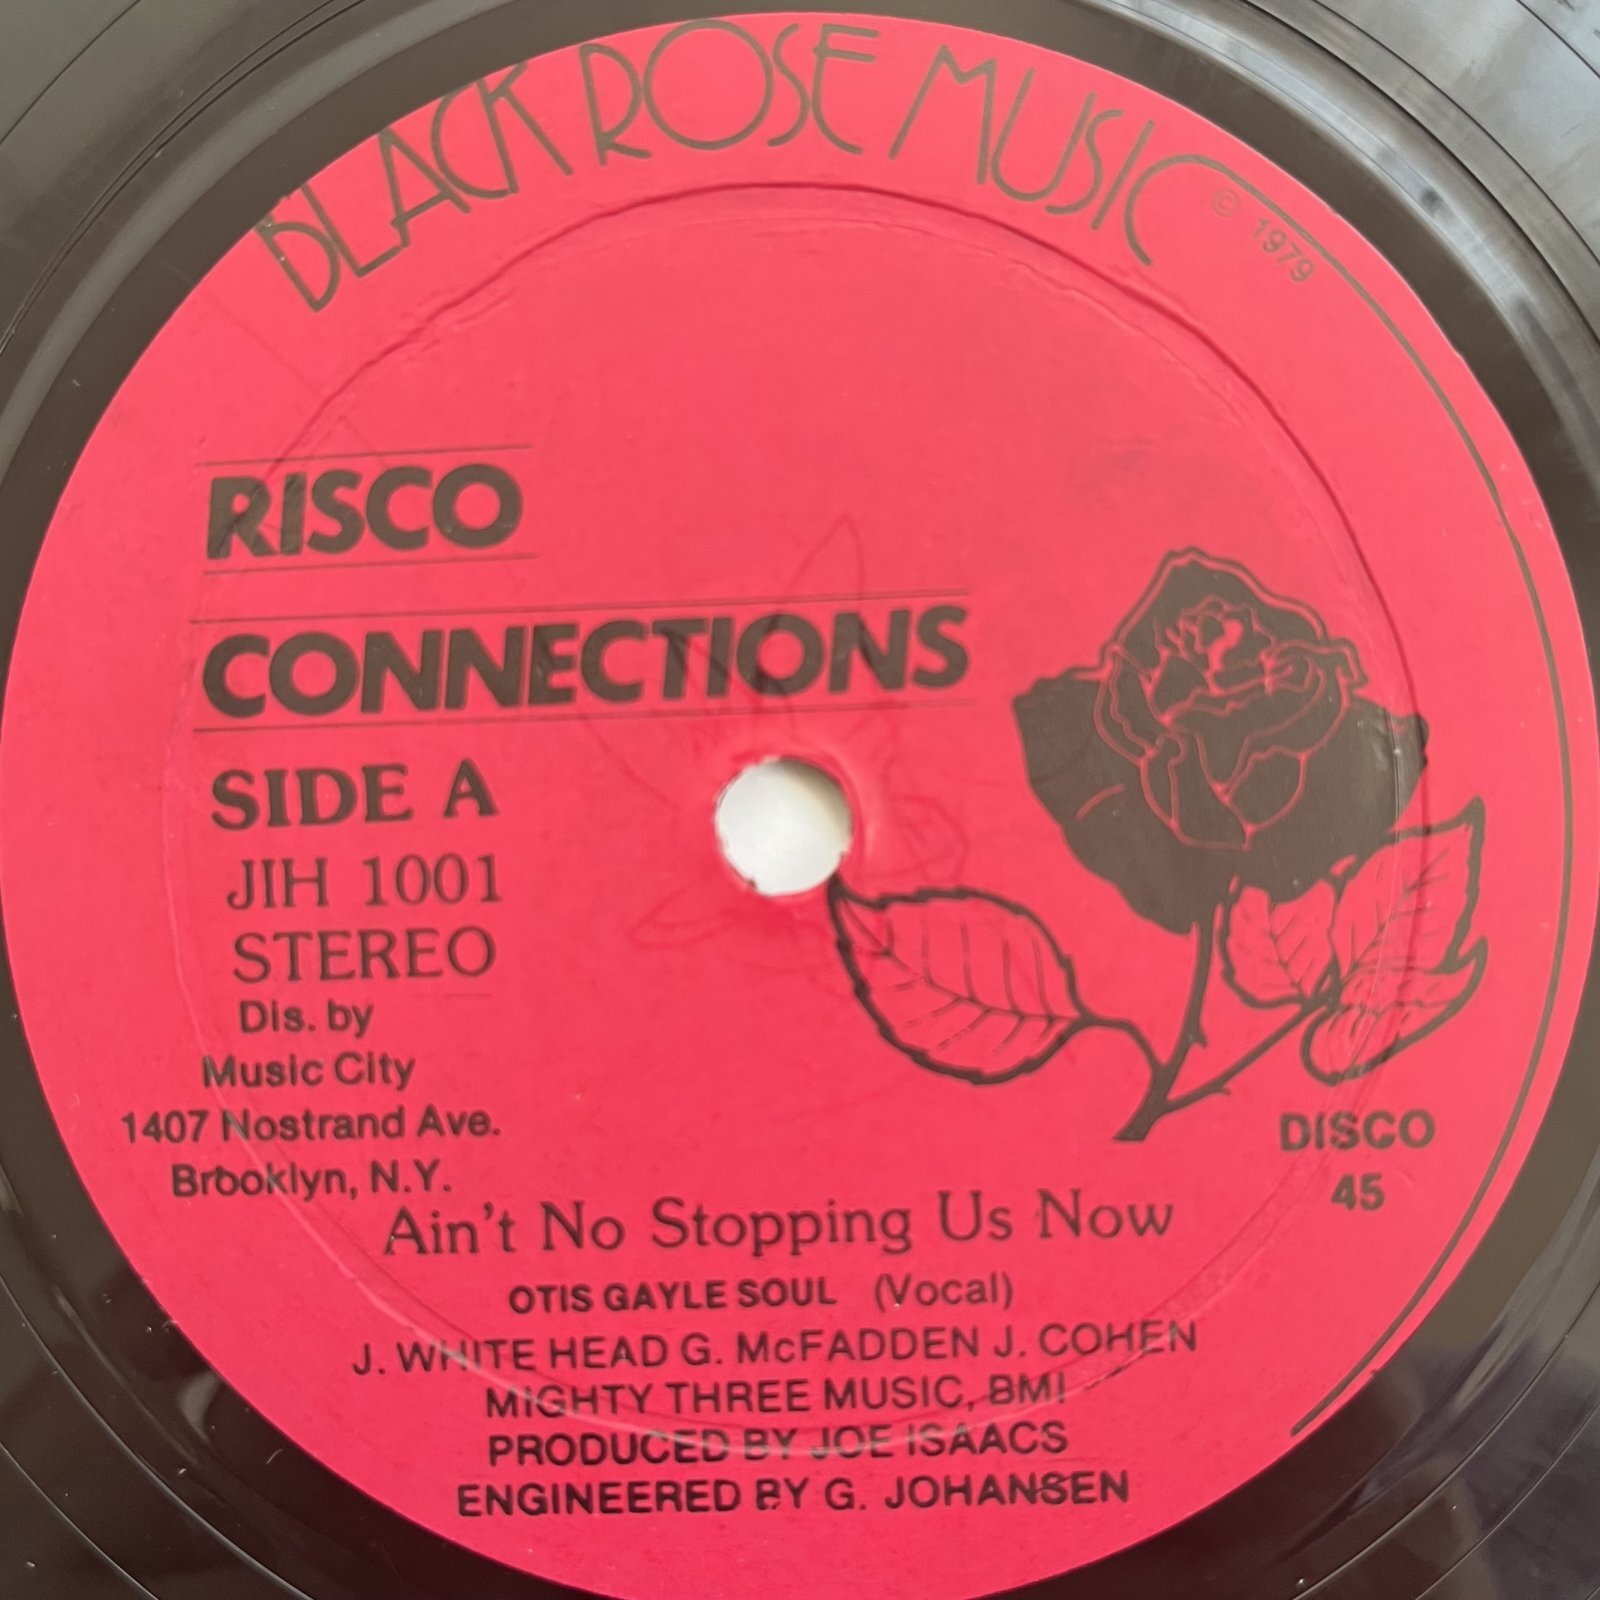 BLACK ROSE MUSIC
© 1979
RISCO
CONNECTIONS
SIDE A
JIH 1001
STEREO
Dis. by
Music City
1407 Nostrand Ave.
Brooklyn, N.Y.
DISCO
45
Ain't No Stopping Us Now
OTIS GAYLE SOUL (Vocal)
J. WHITE HEAD G. McFADDEN J. COHEN
MIGHTY THREE MUSIC, BMI
PRODUCED BY JOE ISAACS
ENGINEERED BY G. JOHANSEN